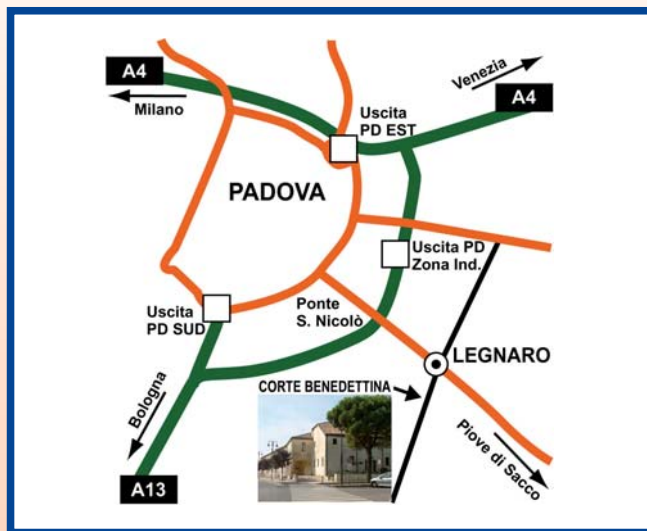 A4
Milano
Venezia
A4
Uscita
PD EST
PADOVA
Uscita PD
Zona Ind.
Uscita
PD SUD
Ponte
S. Nicolò
LEGNARO
CORTE BENEDETTINA
Bologna
Piove di Sacco
A13